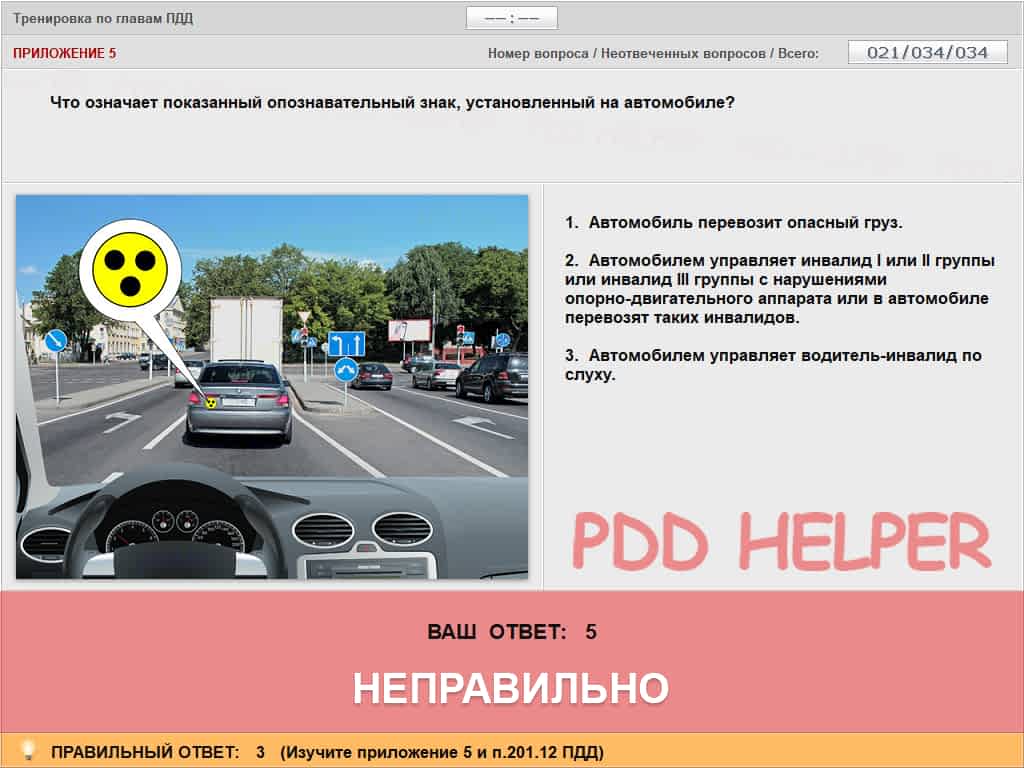 Тренировка по главам ПДД
––:––
ПРИЛОЖЕНИЕ 5
Номер вопроса / Неотвеченных вопросов / Всего:
021/034/034
Что означает показанный опознавательный знак, установленный на автомобиле?
1. Автомобиль перевозит опасный груз.
2. Автомобилем управляет инвалид I или II группы
или инвалид III группы с нарушениями
опорно-двигательного аппарата или в автомобиле
перевозят таких инвалидов.
3. Автомобилем управляет водитель-инвалид по
слуху.
PDD HELPER
ВАШ ОТВЕТ: 5
НЕПРАВИЛЬНО
ПРАВИЛЬНЫЙ ОТВЕТ: 3 (Изучите приложение 5 и п.201.12 ПДД)